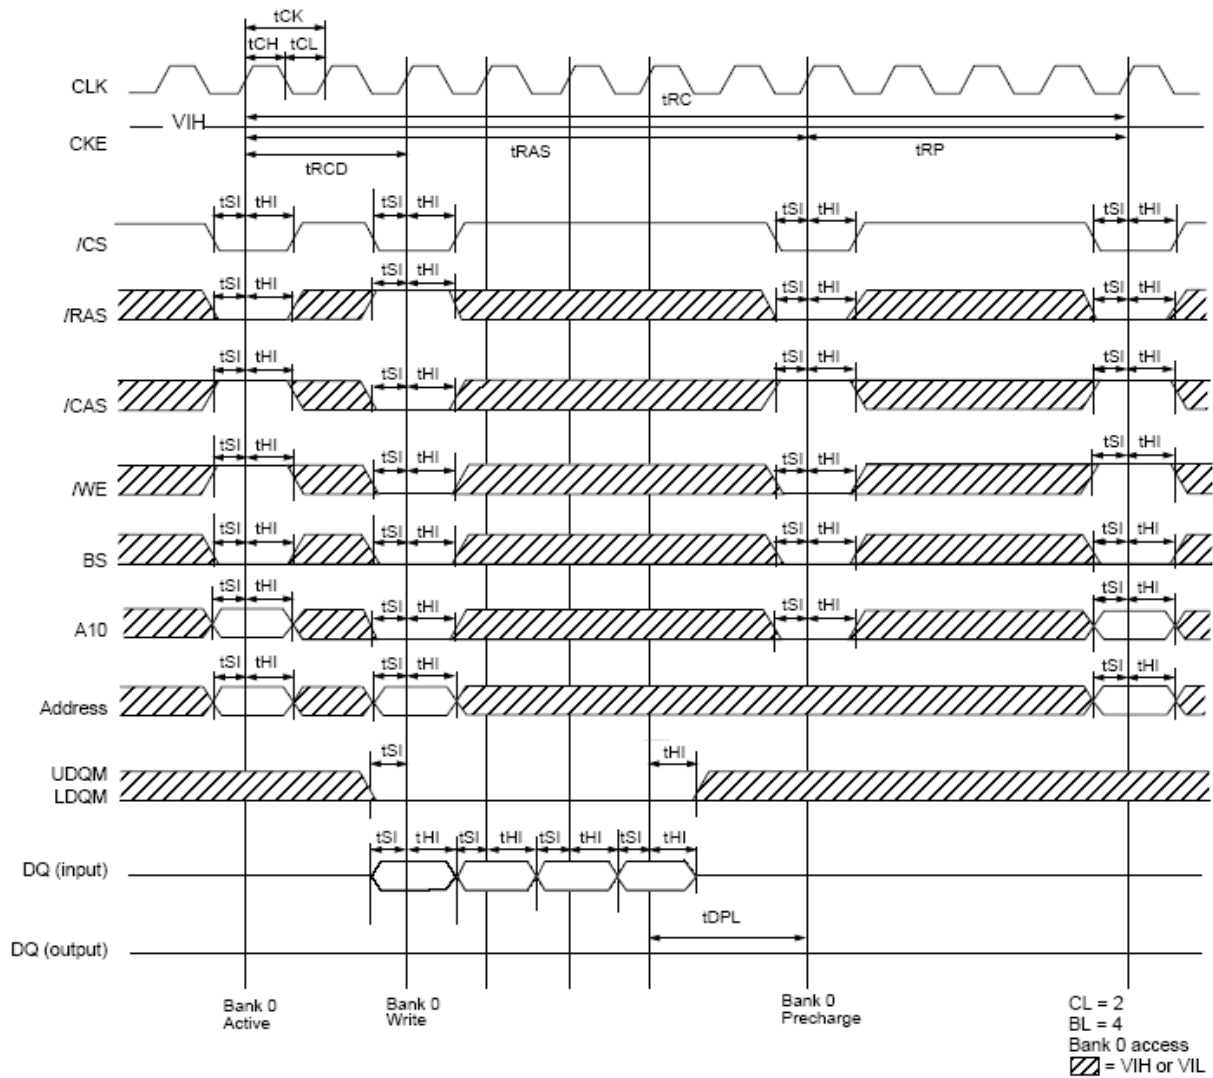 tCK
tCH tCL
CLK
tRC
VIH
CKE
tRAS tRP
tRCD
tSI tHI tSI tHI tSI tHI tSI tHI
/CS
tSI tHI
tSI tHI tSI tHI tSI tHI
/RAS
tSI tHI tSI tHI tSI tHI tSI tHI
/CAS
tSI tHI tSI tHI tSI tHI tSI tHI
/WE
tSI tHI tSI tHI tSI tHI tSI tHI
BS
tSI tHI tSI tHI tSI tHI tSI tHI
A10
tSI tHI tSI tHI tSI tHI
Address
tSI tHI
UDQM
LDQM
tSI tHI tSI tHI tSI tHI tSI tHI
DQ (input)
tDPL
DQ (output)
Bank 0
Active
Bank 0
Write
Bank 0
Precharge
CL = 2
BL = 4
Bank 0 access
= VIH or VIL